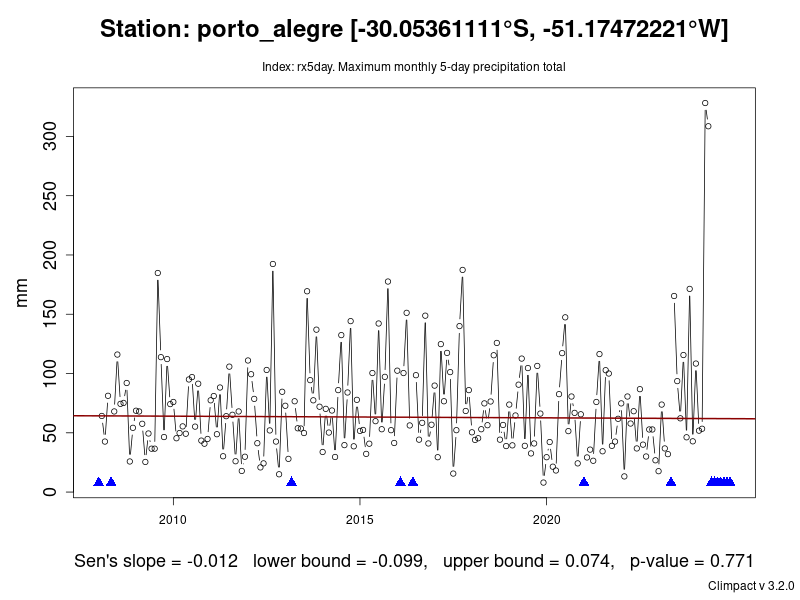 Station: porto_alegre [-30.05361111°S, -51.17472221°W]
Index: rx5day. Maximum monthly 5-day precipitation total
mm
300
250
200
150
100
50
0
2010 2015 2020
Sen's slope = -0.012 lower bound = -0.099, upper bound = 0.074, p-value = 0.771
Climpact v 3.2.0